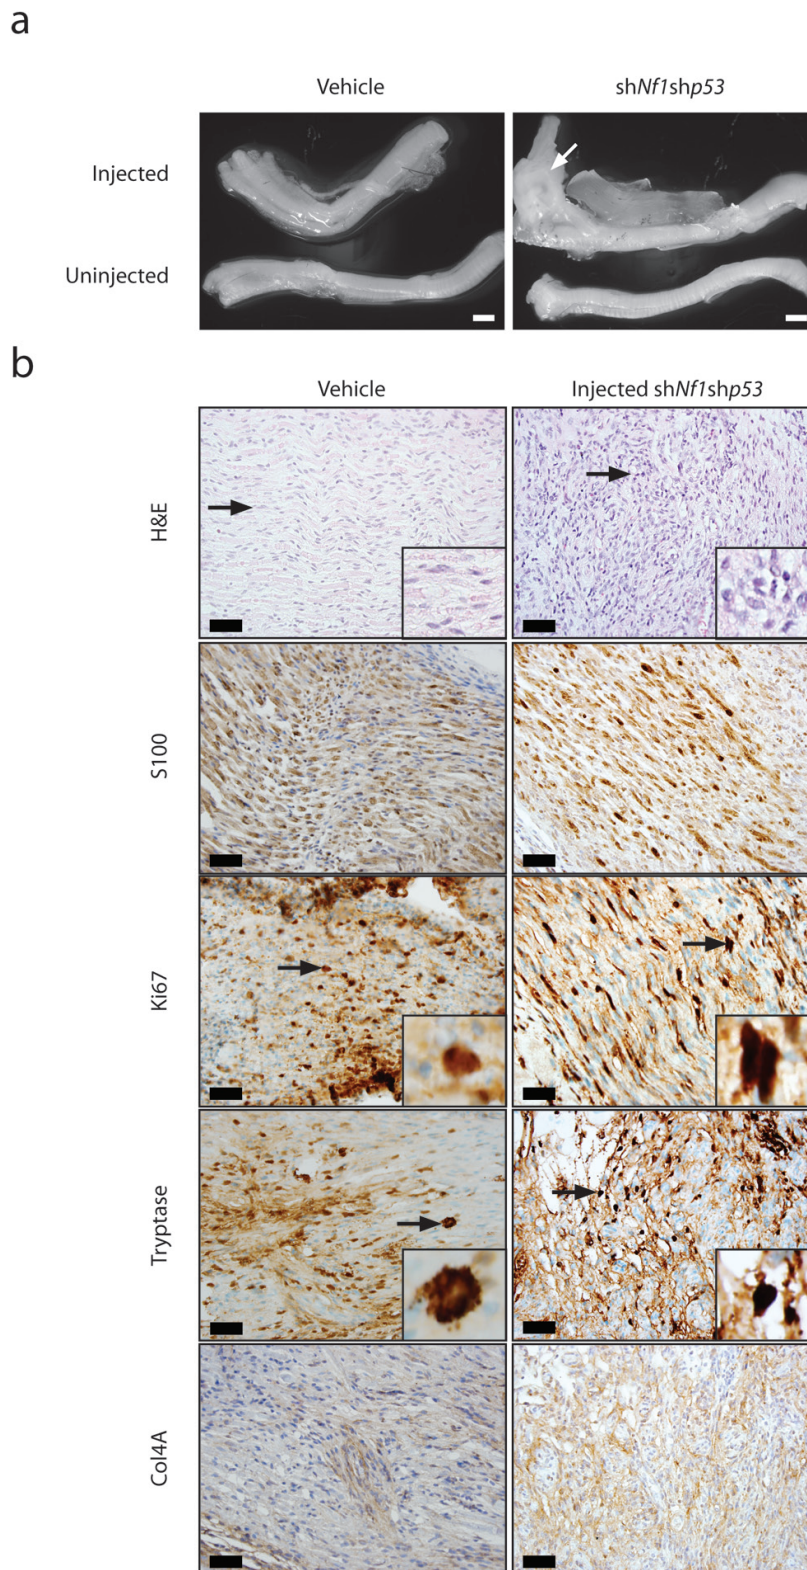 a
Vehicle
shNf1shp53
Injected
Uninjected
b
Vehicle
Injected shNf1shp53
H&E
S100
Ki67
Tryptase
Col4A